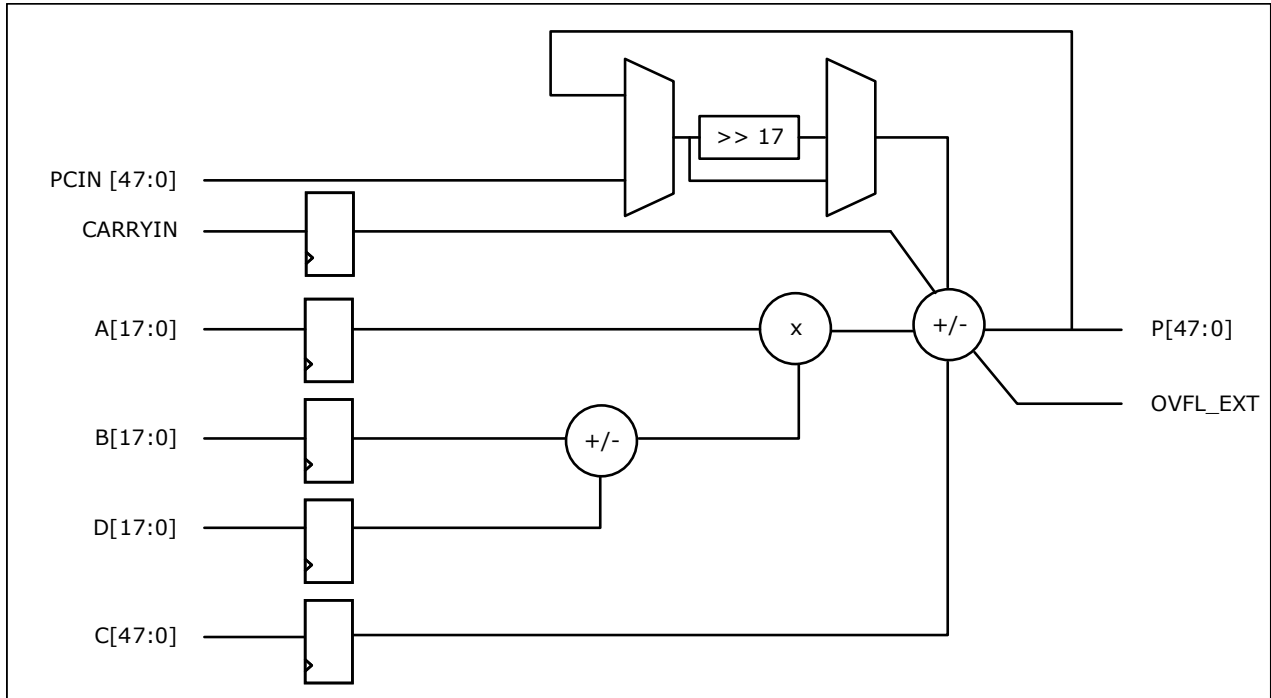 >> 17
PCIN [47:0]
CARRYIN
A[17:0]
x
+/-
P[47:0]
OVFL_EXT
B[17:0]
+/-
D[17:0]
C[47:0]